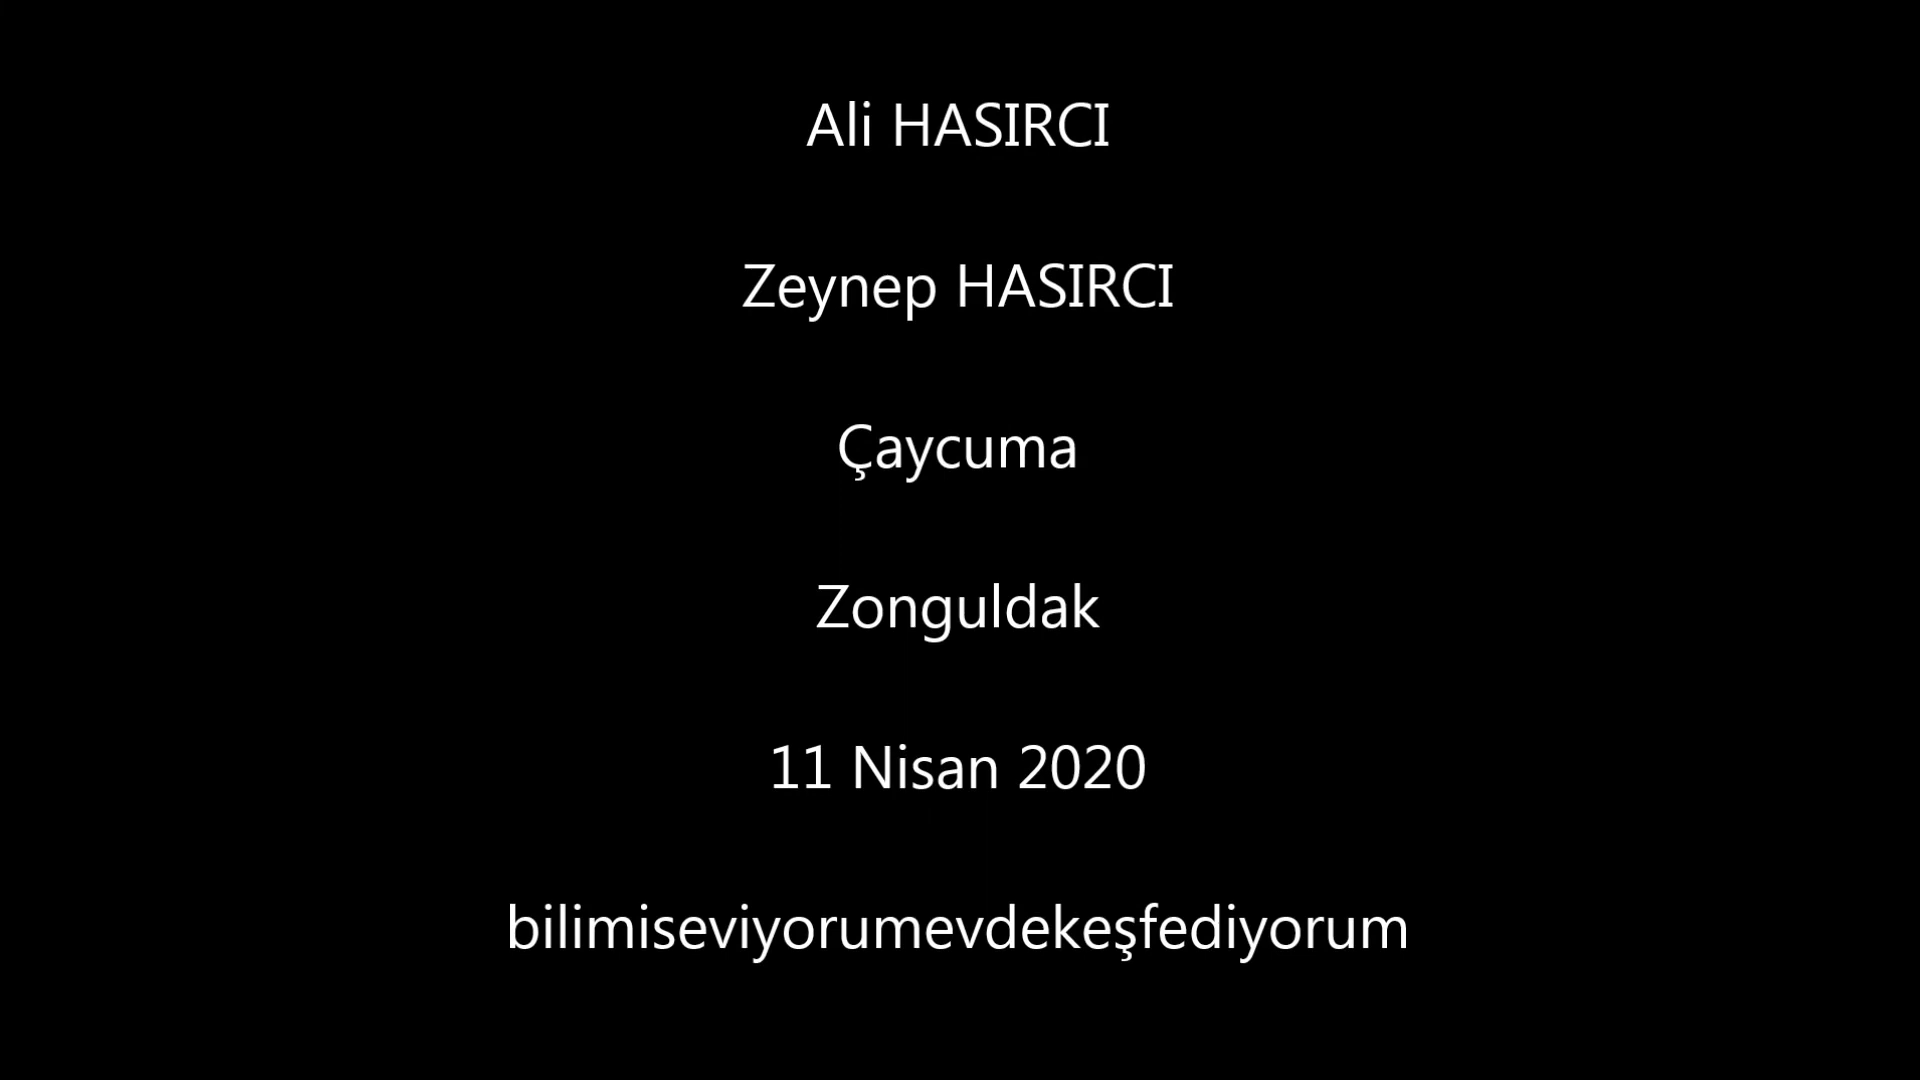 Ali HASIRCI
Zeynep HASIRCI
Çaycuma
Zonguldak
11 Nisan 2020
bilimiseviyorumevdekeşfediyorum